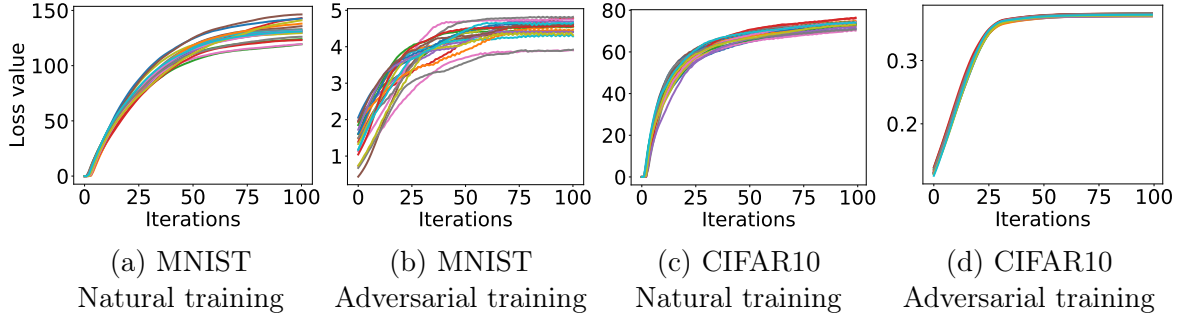 Loss value
150
100
50
0
0 25 50 75 100
Iterations
(a) MNIST
Natural training
5
4
3
2
1
0 25 50 75 100
Iterations
(b) MNIST
Adversarial training
80
60
40
20
0
0 25 50 75 100
Iterations
(c) CIFAR10
Natural training
0.3
0.2
0 25 50 75 100
Iterations
(d) CIFAR10
Adversarial training